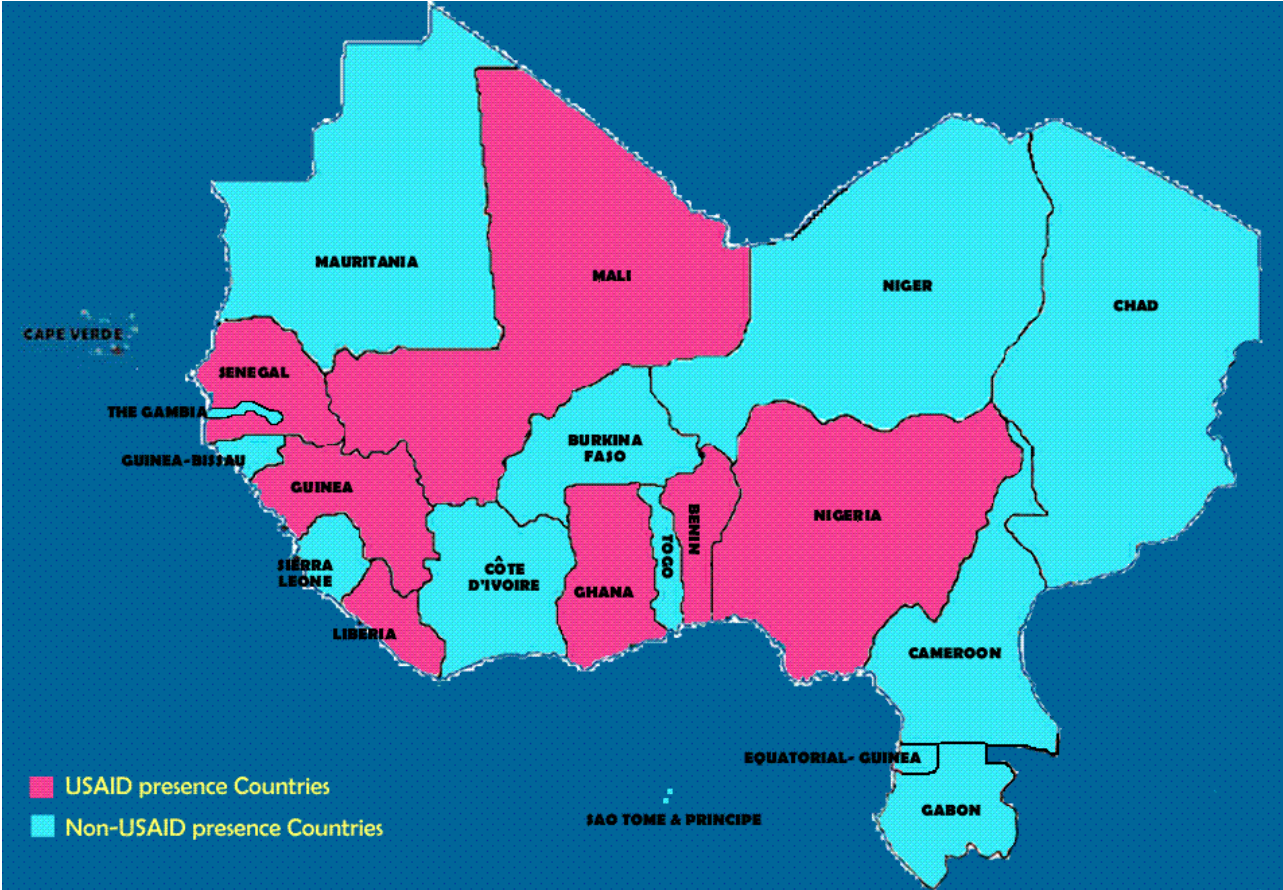 MAURITANIA
MALI
NIGER
CHAD
CAPE VERDE
SENEGAL
THE GAMBIA
GUINEA-BISSAU
BURKINA
FASO
GUINEA
NIGERIA
BENIN
TOGO
SIERRA
LEONE
CÔTE
D'IVOIRE
GHANA
LIBERIA
CAMEROON
EQUATORIAL- GUINEA
GABON
SAO TOME & PRINCIPE
USAID presence Countries
Non-USAID presence Countries